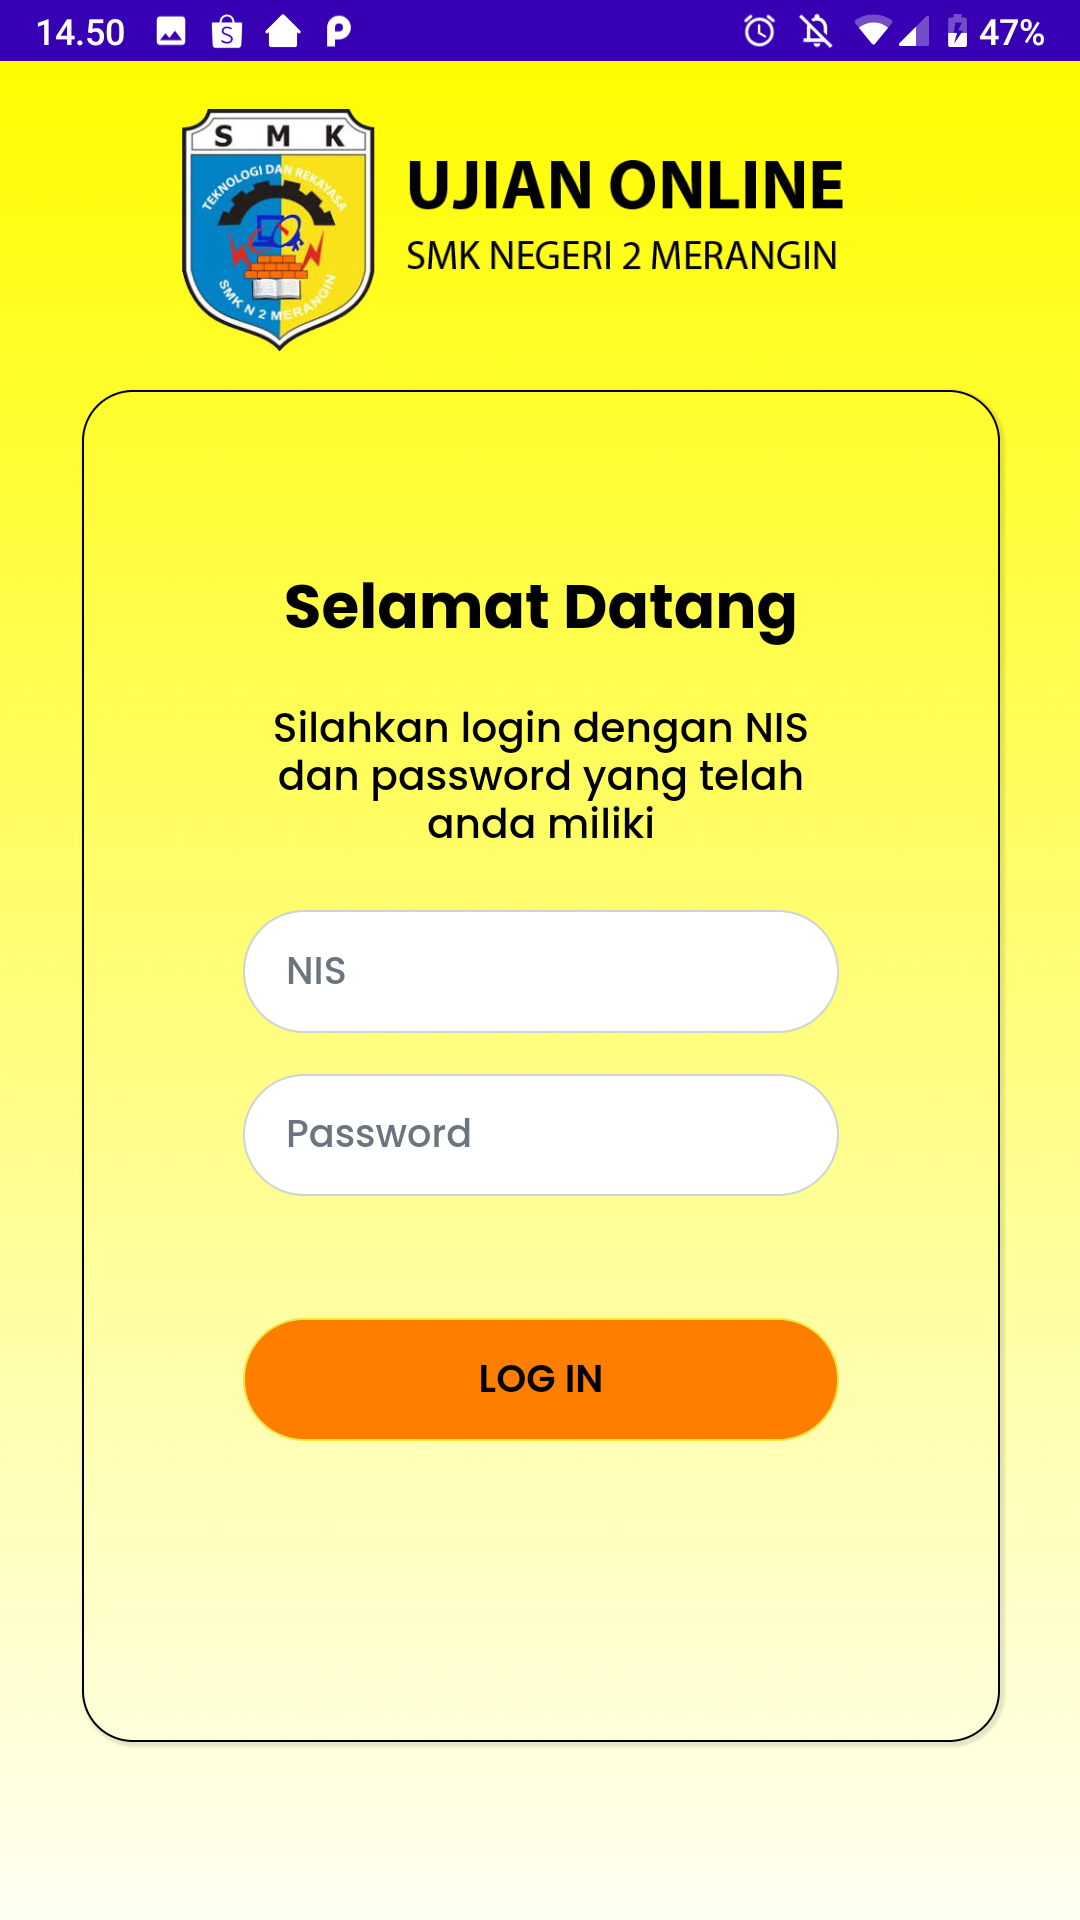 14.50
47%
S M K
TEKNOLOGI DAN REKAYASA
SMK N 2 MERANGIN
UJIAN ONLINE
SMK NEGERI 2 MERANGIN
Selamat Datang
Silahkan login dengan NIS
dan password yang telah
anda miliki
NIS
Password
LOG IN